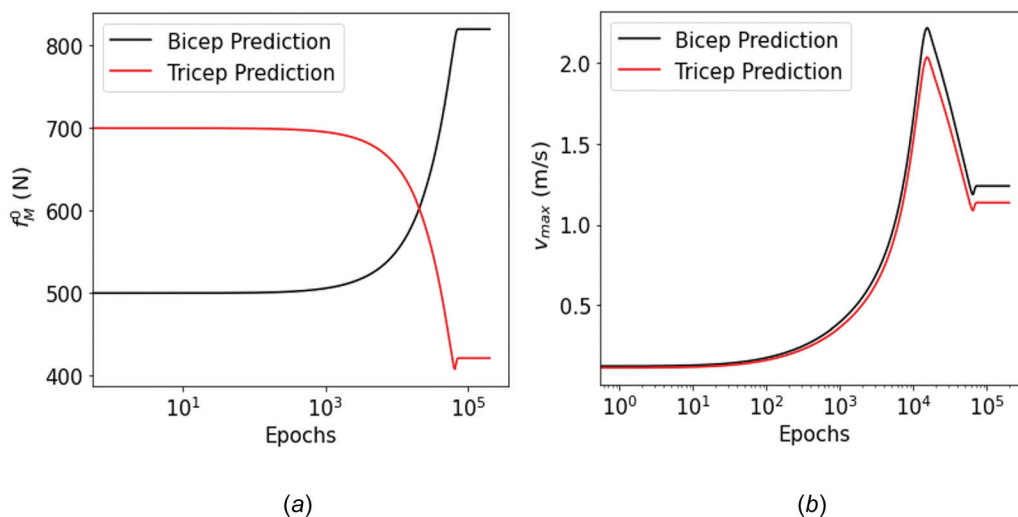 800
700
600
500
400
f_M^0 (N)
Bicep Prediction
Tricep Prediction
10^1
10^3
10^5
Epochs
(a)
2.0
1.5
1.0
0.5
v_max (m/s)
Bicep Prediction
Tricep Prediction
10^0
10^1
10^2
10^3
10^4
10^5
Epochs
(b)